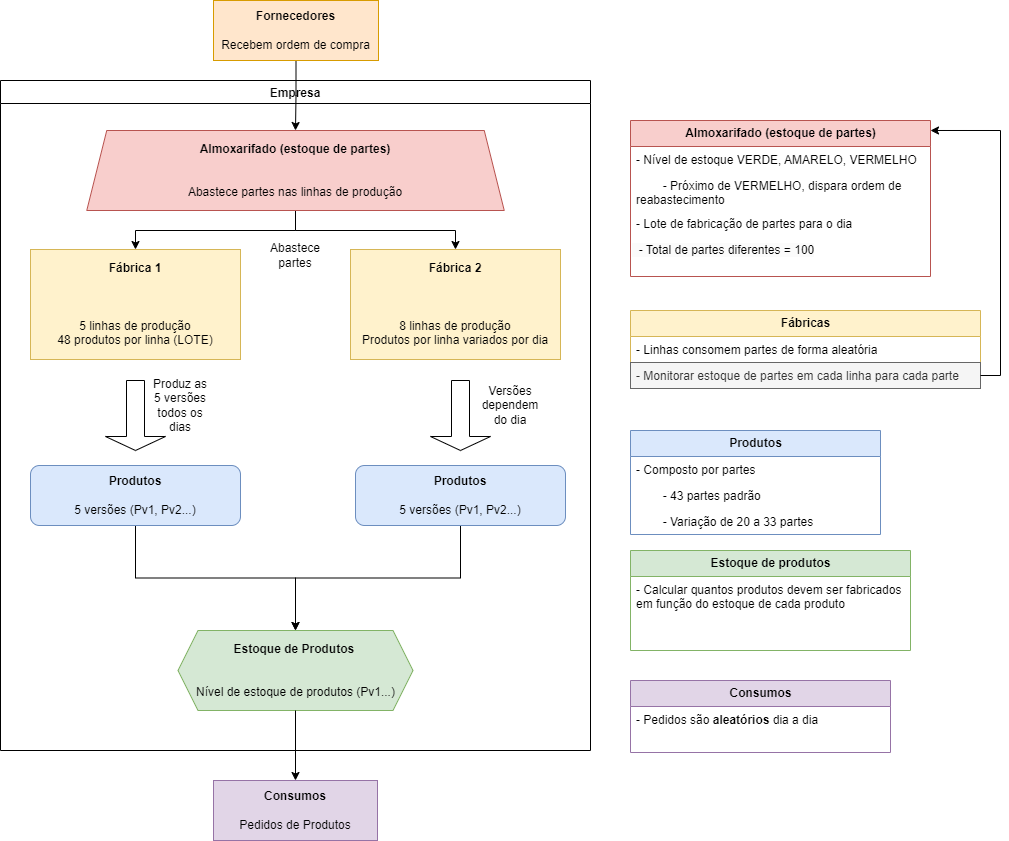 Fornecedores
Recebem ordem de compra
Empresa
Almoxarifado (estoque de partes)
Abastece partes nas linhas de produção
Abastece
partes
Fábrica 1
5 linhas de produção
48 produtos por linha (LOTE)
Fábrica 2
8 linhas de produção
Produtos por linha variados por dia
Produz as
5 versões
todos os
dias
Versões
dependem
do dia
Produtos
5 versões (Pv1, Pv2...)
Produtos
5 versões (Pv1, Pv2...)
Estoque de Produtos
Nível de estoque de produtos (Pv1...)
Consumos
Pedidos de Produtos
Almoxarifado (estoque de partes)
- Nível de estoque VERDE, AMARELO, VERMELHO
- Próximo de VERMELHO, dispara ordem de
reabastecimento
- Lote de fabricação de partes para o dia
- Total de partes diferentes = 100
Fábricas
- Linhas consomem partes de forma aleatória
- Monitorar estoque de partes em cada linha para cada parte
Produtos
- Composto por partes
- 43 partes padrão
- Variação de 20 a 33 partes
Estoque de produtos
- Calcular quantos produtos devem ser fabricados
em função do estoque de cada produto
Consumos
- Pedidos são aleatórios dia a dia